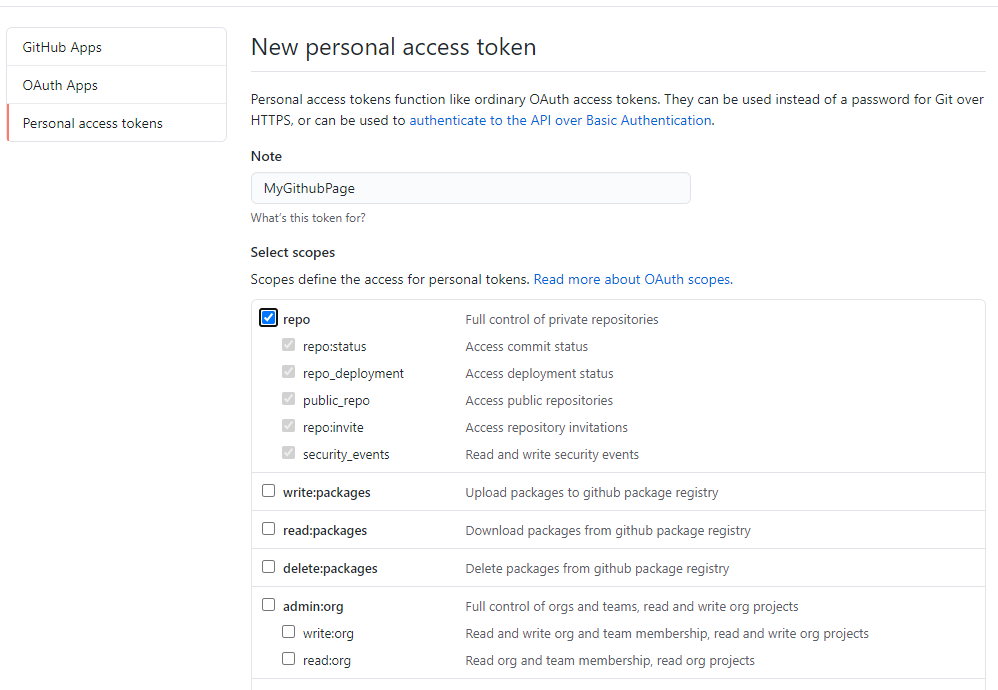 GitHub Apps
OAuth Apps
Personal access tokens
New personal access token
Personal access tokens function like ordinary OAuth access tokens. They can be used instead of a password for Git over
HTTPS, or can be used to authenticate to the API over Basic Authentication.
Note
MyGithubPage
What's this token for?
Select scopes
Scopes define the access for personal tokens. Read more about OAuth scopes.
repo Full control of private repositories
repo:status Access commit status
repo_deployment Access deployment status
public_repo Access public repositories
repo:invite Access repository invitations
security_events Read and write security events
write:packages Upload packages to github package registry
read:packages Download packages from github package registry
delete:packages Delete packages from github package registry
admin:org Full control of orgs and teams, read and write org projects
write:org Read and write org and team membership, read and write org projects
read:org Read org and team membership, read org projects